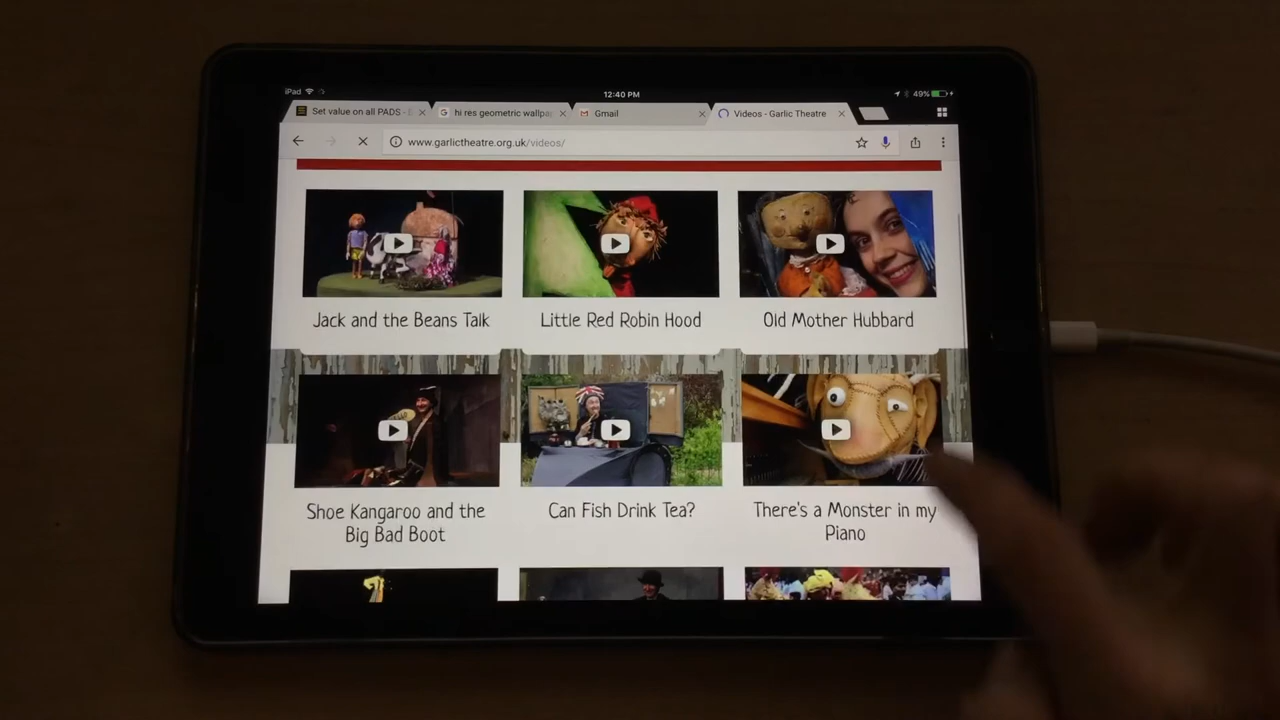 iPad 12:40 PM 49%
Set value on all PADS - E hi res geometric wallpa Gmail Videos - Garlic Theatre
www.garlictheatre.org.uk/videos/
Jack and the Beans Talk Little Red Robin Hood Old Mother Hubbard
Shoe Kangaroo and the Can Fish Drink Tea? There's a Monster in my
Big Bad Boot Piano